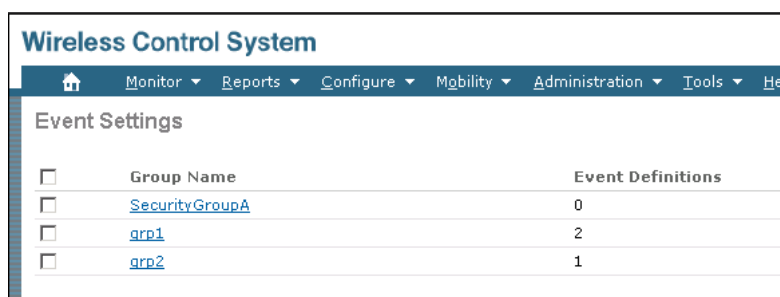 Wireless Control System
Monitor Reports Configure Mobility Administration Tools
Event Settings
Group Name Event Definitions
SecurityGroupA 0
grp1 2
grp2 1